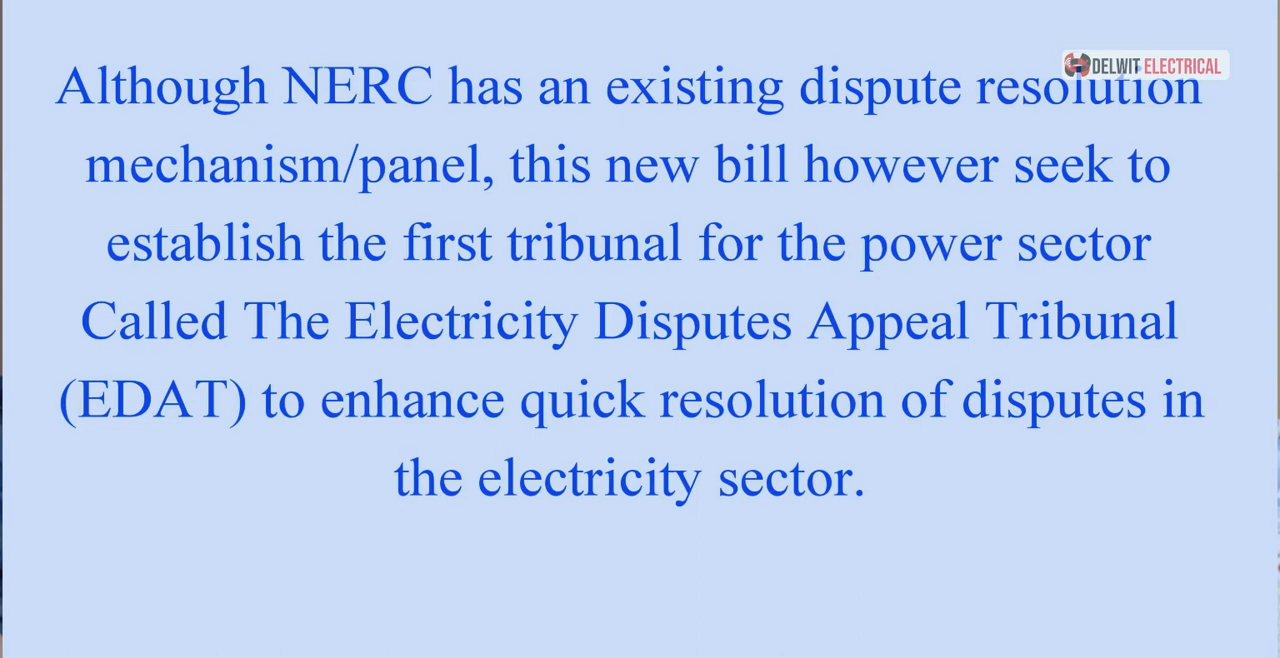 DELWIT ELECTRICAL
Although NERC has an existing dispute resolution
mechanism/panel, this new bill however seek to
establish the first tribunal for the power sector
Called The Electricity Disputes Appeal Tribunal
(EDAT) to enhance quick resolution of disputes in
the electricity sector.